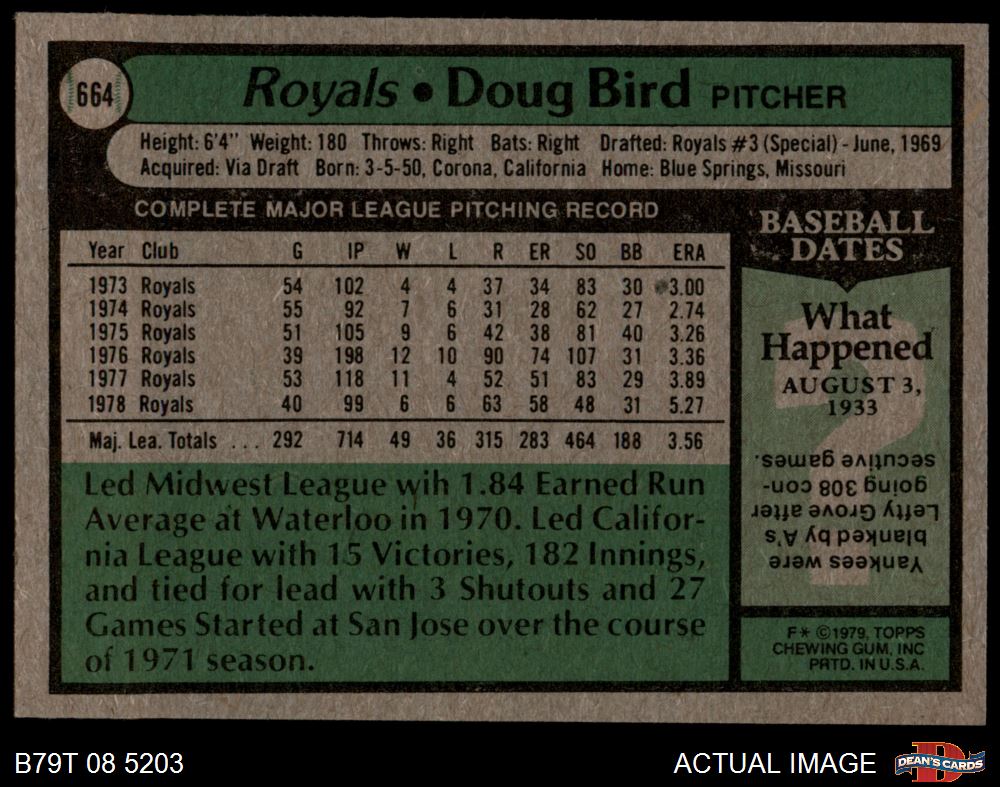 664
Royals • Doug Bird PITCHER
Height: 6'4" Weight: 180 Throws: Right Bats: Right Drafted: Royals #3 (Special) - June, 1969
Acquired: Via Draft Born: 3-5-50, Corona, California Home: Blue Springs, Missouri
COMPLETE MAJOR LEAGUE PITCHING RECORD
Year Club G IP W L R ER SO BB ERA
1973 Royals 54 102 4 4 37 34 83 30 3.00
1974 Royals 55 92 7 6 31 28 62 27 2.74
1975 Royals 51 105 9 6 42 38 81 40 3.26
1976 Royals 39 198 12 10 90 74 107 31 3.36
1977 Royals 53 118 11 4 52 51 83 29 3.89
1978 Royals 40 99 6 6 63 58 48 31 5.27
Maj. Lea. Totals ... 292 714 49 36 315 283 464 188 3.56
Led Midwest League wih 1.84 Earned Run
Average at Waterloo in 1970. Led Califor-
nia League with 15 Victories, 182 Innings,
and tied for lead with 3 Shutouts and 27
Games Started at San Jose over the course
of 1971 season.
BASEBALL
DATES
What
Happened
AUGUST 3,
1933
Yankees were
blanked by A's
Lefty Grove after
going 308 con-
secutive games.
F* ©1979, TOPPS
CHEWING GUM, INC
PRTD. IN U.S.A.
B79T 08 5203
ACTUAL IMAGE
DEAN'S CARDS